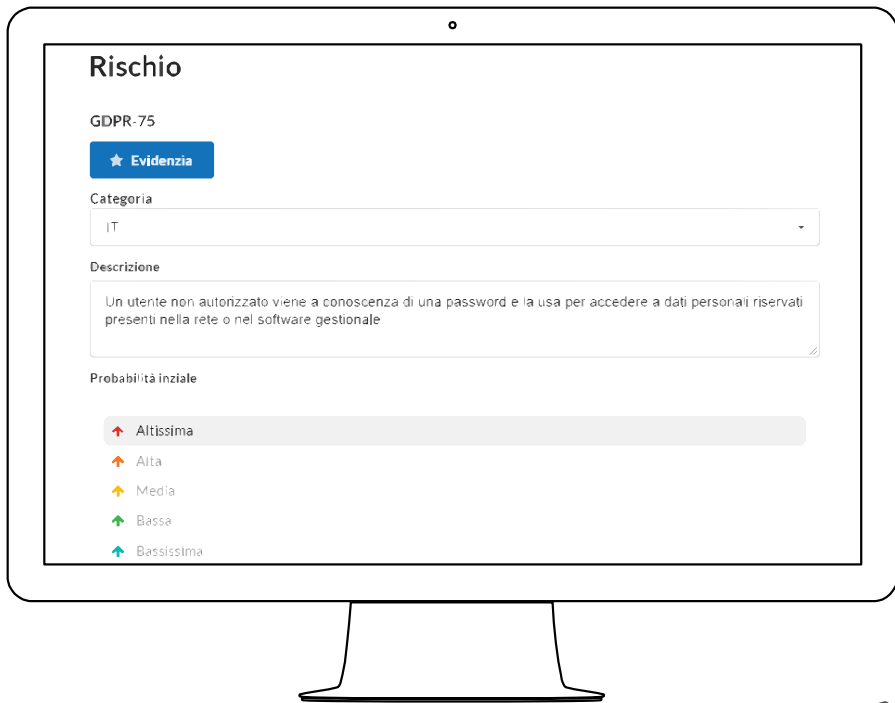 Rischio
GDPR-75
Evidenzia
Categoria
IT
Descrizione
Un utente non autorizzato viene a conoscenza di una password e la usa per accedere a dati personali riservati
presenti nella rete o nel software gestionale
Probabilità inziale
Altissima
Alta
Media
Bassa
Bassissima